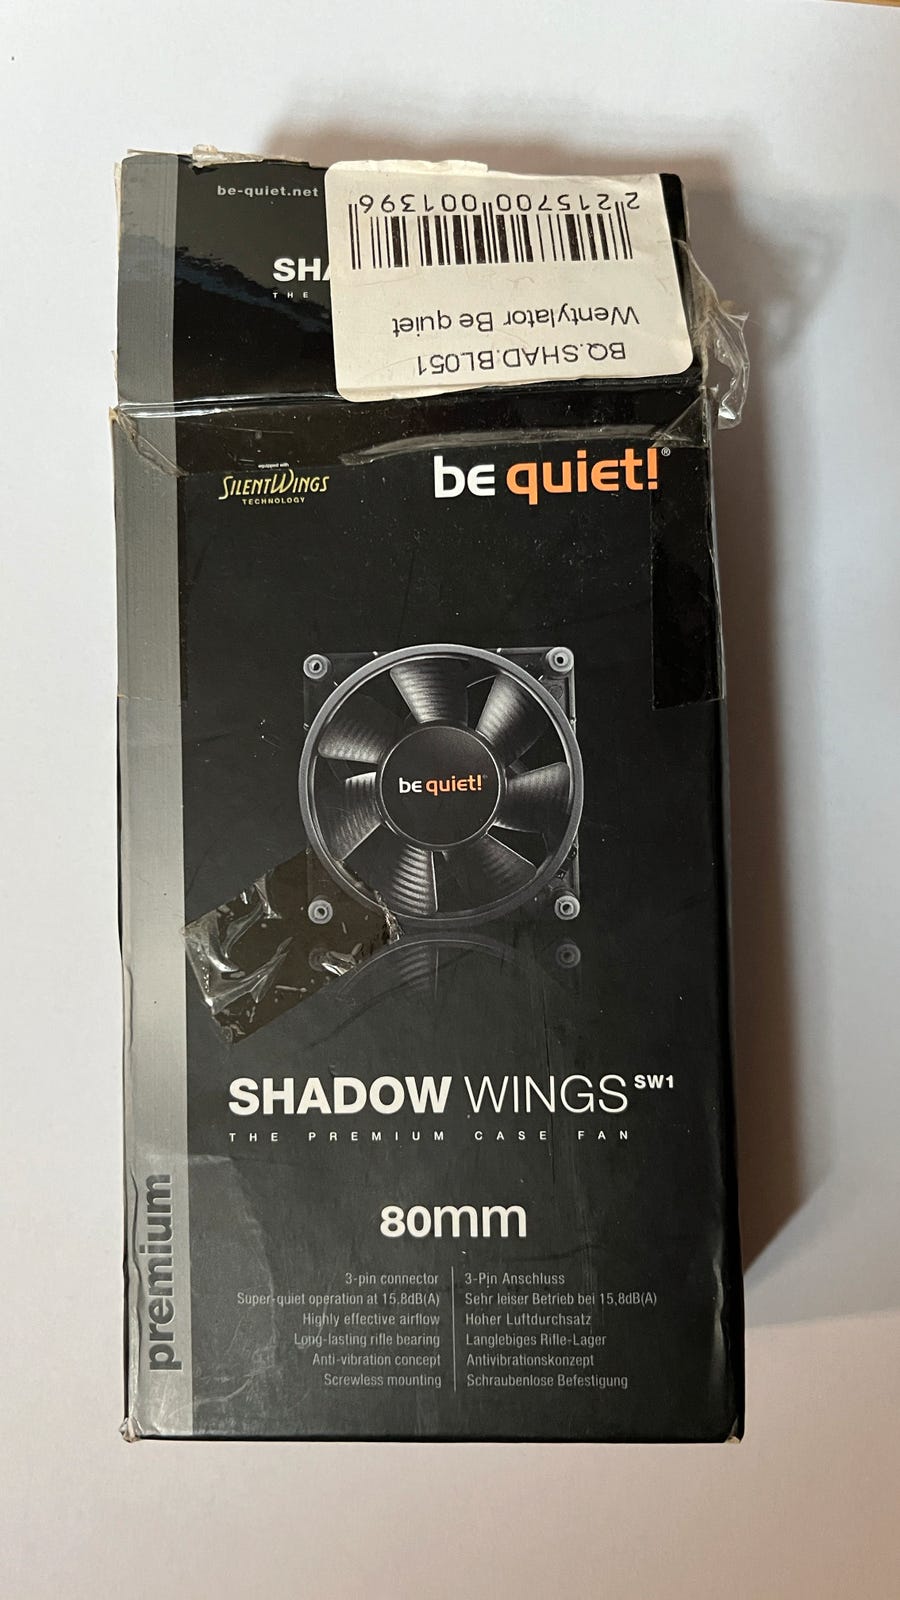 be-quiet.net
SHA
THE
2 215700 001396
Wentylator Be quiet
BQ.SHAD.BL051
equipped with
SILENTWINGS
TECHNOLOGY
be quiet!®
be quiet!®
SHADOW WINGS SW1
THE PREMIUM CASE FAN
80mm
premium
3-pin connector
Super-quiet operation at 15.8dB(A)
Highly effective airflow
Long-lasting rifle bearing
Anti-vibration concept
Screwless mounting
3-Pin Anschluss
Sehr leiser Betrieb bei 15,8dB(A)
Hoher Luftdurchsatz
Langlebiges Rifle-Lager
Antivibrationskonzept
Schraubenlose Befestigung